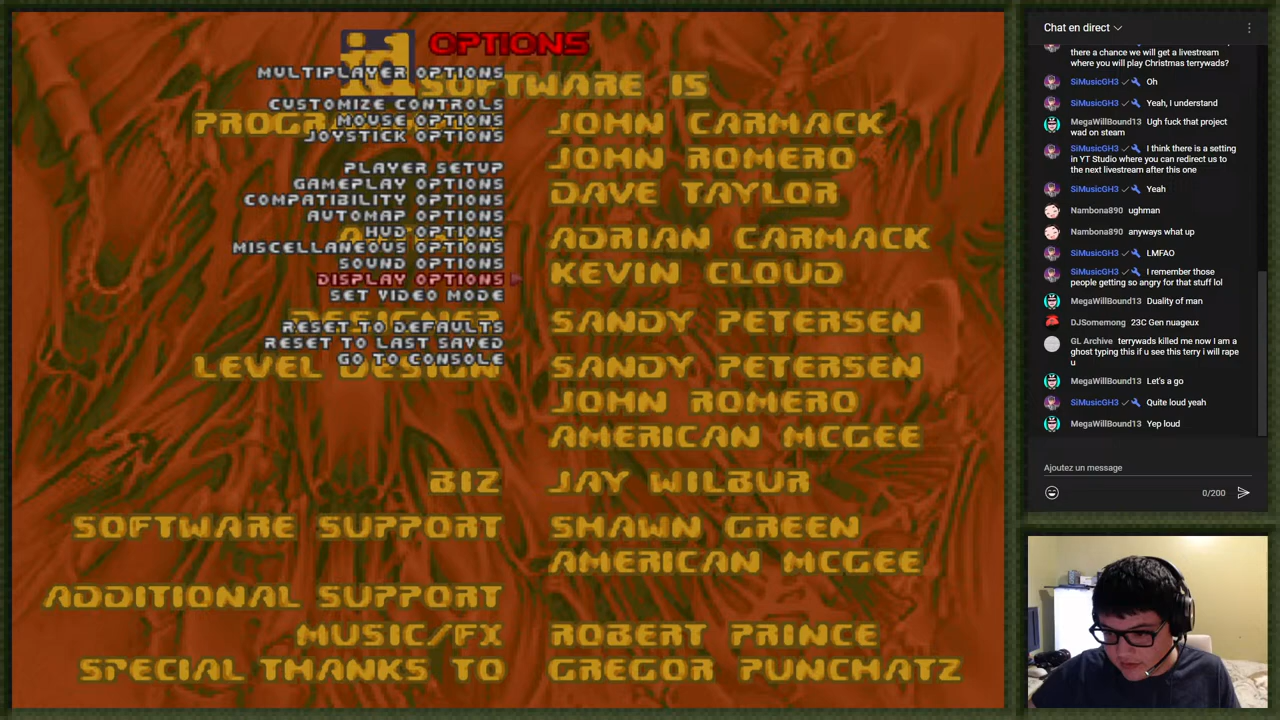 id
OPTIONS
SOFTWARE IS
MULTIPLAYER OPTIONS
CUSTOMIZE CONTROLS
MOUSE OPTIONS
JOYSTICK OPTIONS
PLAYER SETUP
GAMEPLAY OPTIONS
COMPATIBILITY OPTIONS
AUTOMAP OPTIONS
HUD OPTIONS
MISCELLANEOUS OPTIONS
SOUND OPTIONS
DISPLAY OPTIONS
SET VIDEO MODE
RESET TO DEFAULTS
RESET TO LAST SAVED
GO TO CONSOLE
JOHN CARMACK
JOHN ROMERO
DAVE TAYLOR
ADRIAN CARMACK
KEVIN CLOUD
DESIGNER SANDY PETERSEN
LEVEL DESIGN SANDY PETERSEN
JOHN ROMERO
AMERICAN MCGEE
BIZ JAY WILBUR
SOFTWARE SUPPORT SHAWN GREEN
AMERICAN MCGEE
ADDITIONAL SUPPORT
MUSIC/FX ROBERT PRINCE
SPECIAL THANKS TO GREGOR PUNCHATZ
Chat en direct
there a chance we will get a livestream
where you will play Christmas terrywads?
SiMusicGH3 Oh
SiMusicGH3 Yeah, I understand
MegaWillBound13 Ugh fuck that project
wad on steam
SiMusicGH3 I think there is a setting
in YT Studio where you can redirect us to
the next livestream after this one
SiMusicGH3 Yeah
Nambona890 ughman
Nambona890 anyways what up
SiMusicGH3 LMFAO
SiMusicGH3 I remember those
people getting so angry for that stuff lol
MegaWillBound13 Duality of man
DJSomemong 23C Gen nuageux
GL Archive terrywads killed me now I am a
ghost typing this if u see this terry i will rape
u
MegaWillBound13 Let's a go
SiMusicGH3 Quite loud yeah
MegaWillBound13 Yep loud
Ajoutez un message
0/200